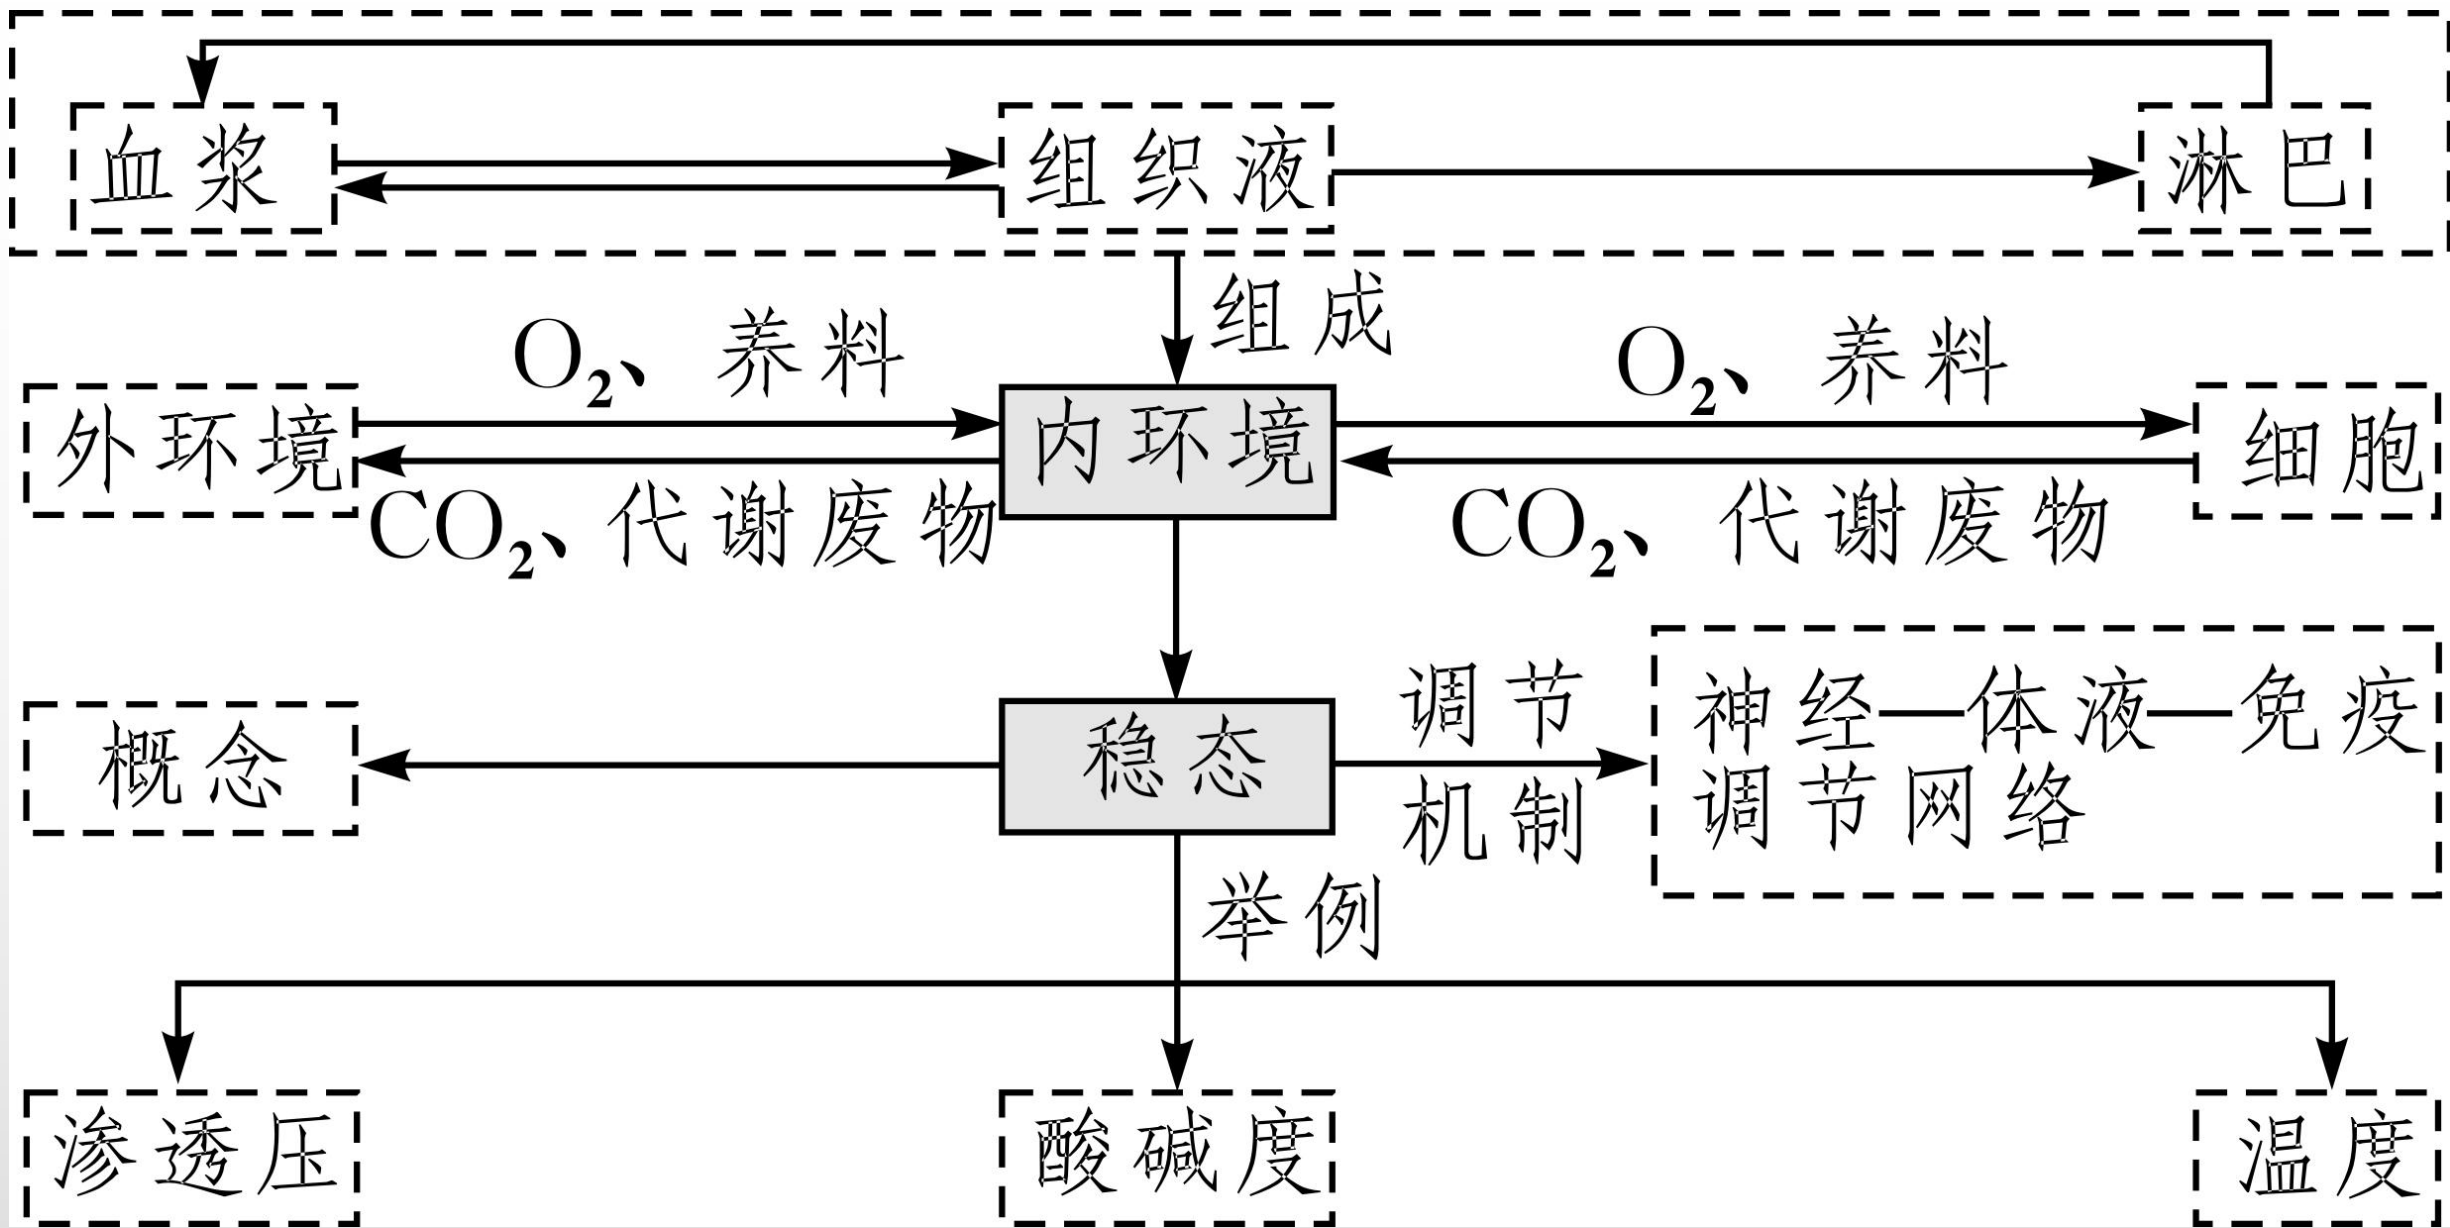 血浆
组织液
淋巴
组成
O₂、养料
O₂、养料
外环境
内环境
细胞
CO₂、代谢废物
CO₂、代谢废物
概念
稳态
调节
机制
神经—体液—免疫
调节网络
举例
渗透压
酸碱度
温度